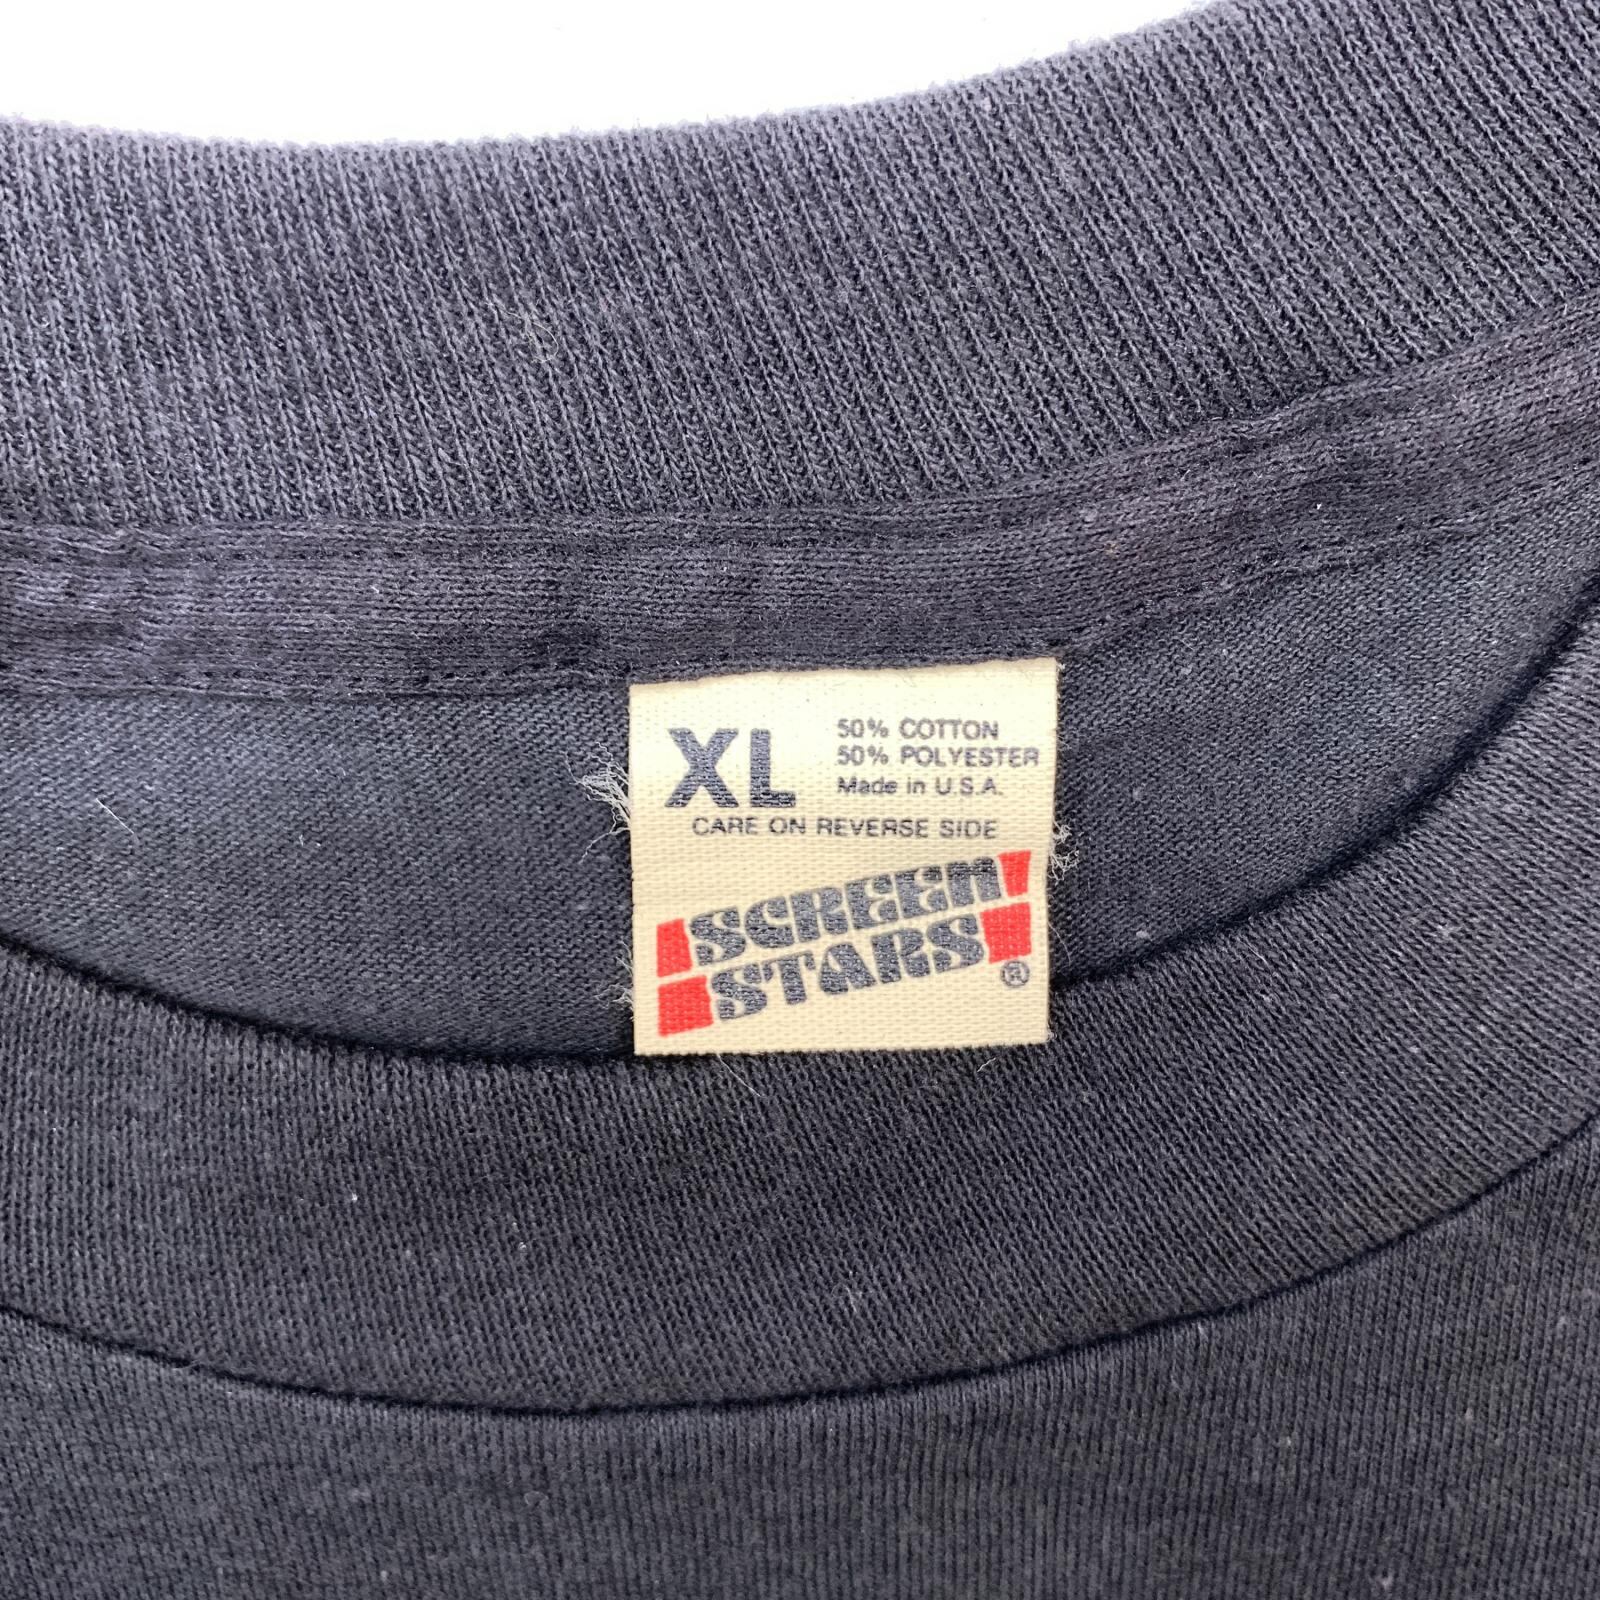 XL
50% COTTON
50% POLYESTER
Made in U.S.A.
CARE ON REVERSE SIDE
SCREEN
STARS®